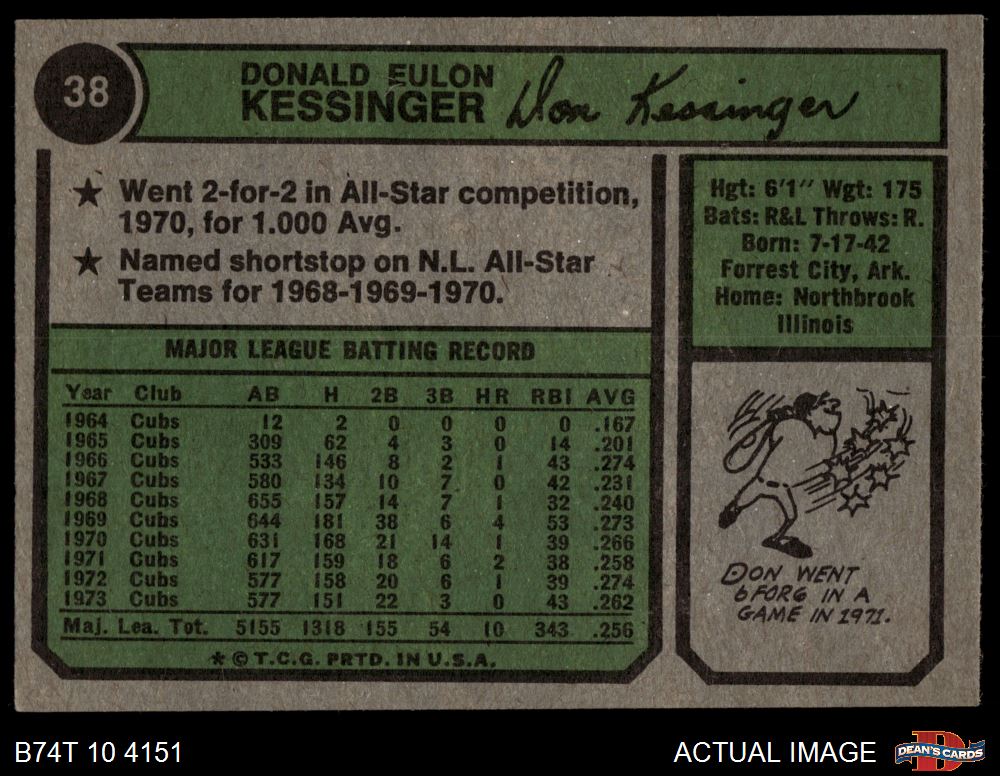 38
DONALD EULON
KESSINGER Don Kessinger
★ Went 2-for-2 in All-Star competition,
1970, for 1.000 Avg.
★ Named shortstop on N.L. All-Star
Teams for 1968-1969-1970.
Hgt: 6'1" Wgt: 175
Bats: R&L Throws: R.
Born: 7-17-42
Forrest City, Ark.
Home: Northbrook
Illinois
MAJOR LEAGUE BATTING RECORD
Year Club AB H 2B 3B HR RBI AVG
1964 Cubs 12 2 0 0 0 0 .167
1965 Cubs 309 62 4 3 0 14 .201
1966 Cubs 533 146 8 2 1 43 .274
1967 Cubs 580 134 10 7 0 42 .231
1968 Cubs 655 157 14 7 1 32 .240
1969 Cubs 644 181 38 6 4 53 .273
1970 Cubs 631 168 21 14 1 39 .266
1971 Cubs 617 159 18 6 2 38 .258
1972 Cubs 577 158 20 6 1 39 .274
1973 Cubs 577 151 22 3 0 43 .262
Maj. Lea. Tot. 5155 1318 155 54 10 343 .256
* © T.C.G. PRTD. IN U.S.A.
DON WENT
6 FOR 6 IN A
GAME IN 1971.
B74T 10 4151
ACTUAL IMAGE
DEAN'S CARDS